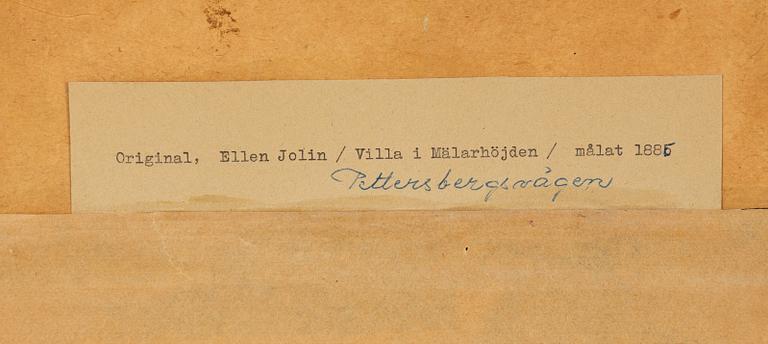 Original, Ellen Jolin / Villa i Mälarhöjden / målat 1885
Pettersbergsvägen